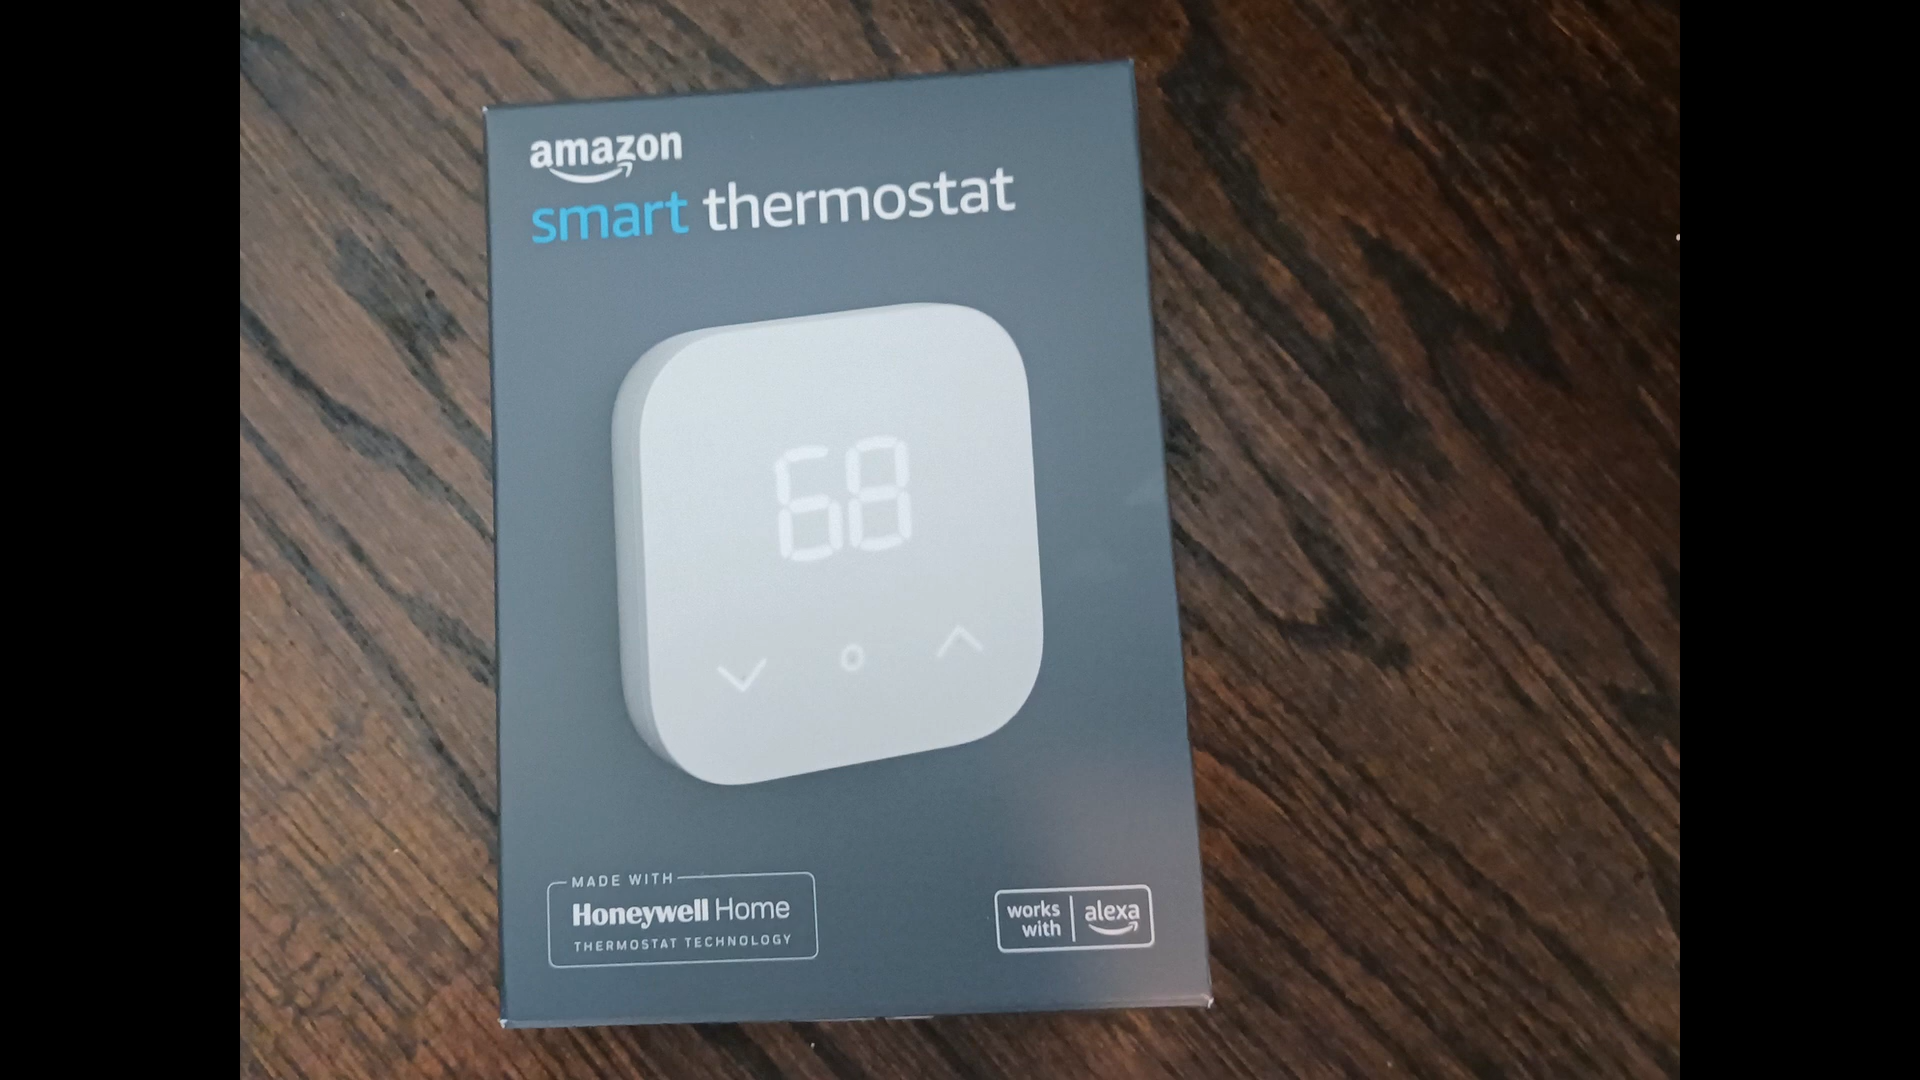 amazon
smart thermostat
68
MADE WITH
Honeywell Home
THERMOSTAT TECHNOLOGY
works with
alexa